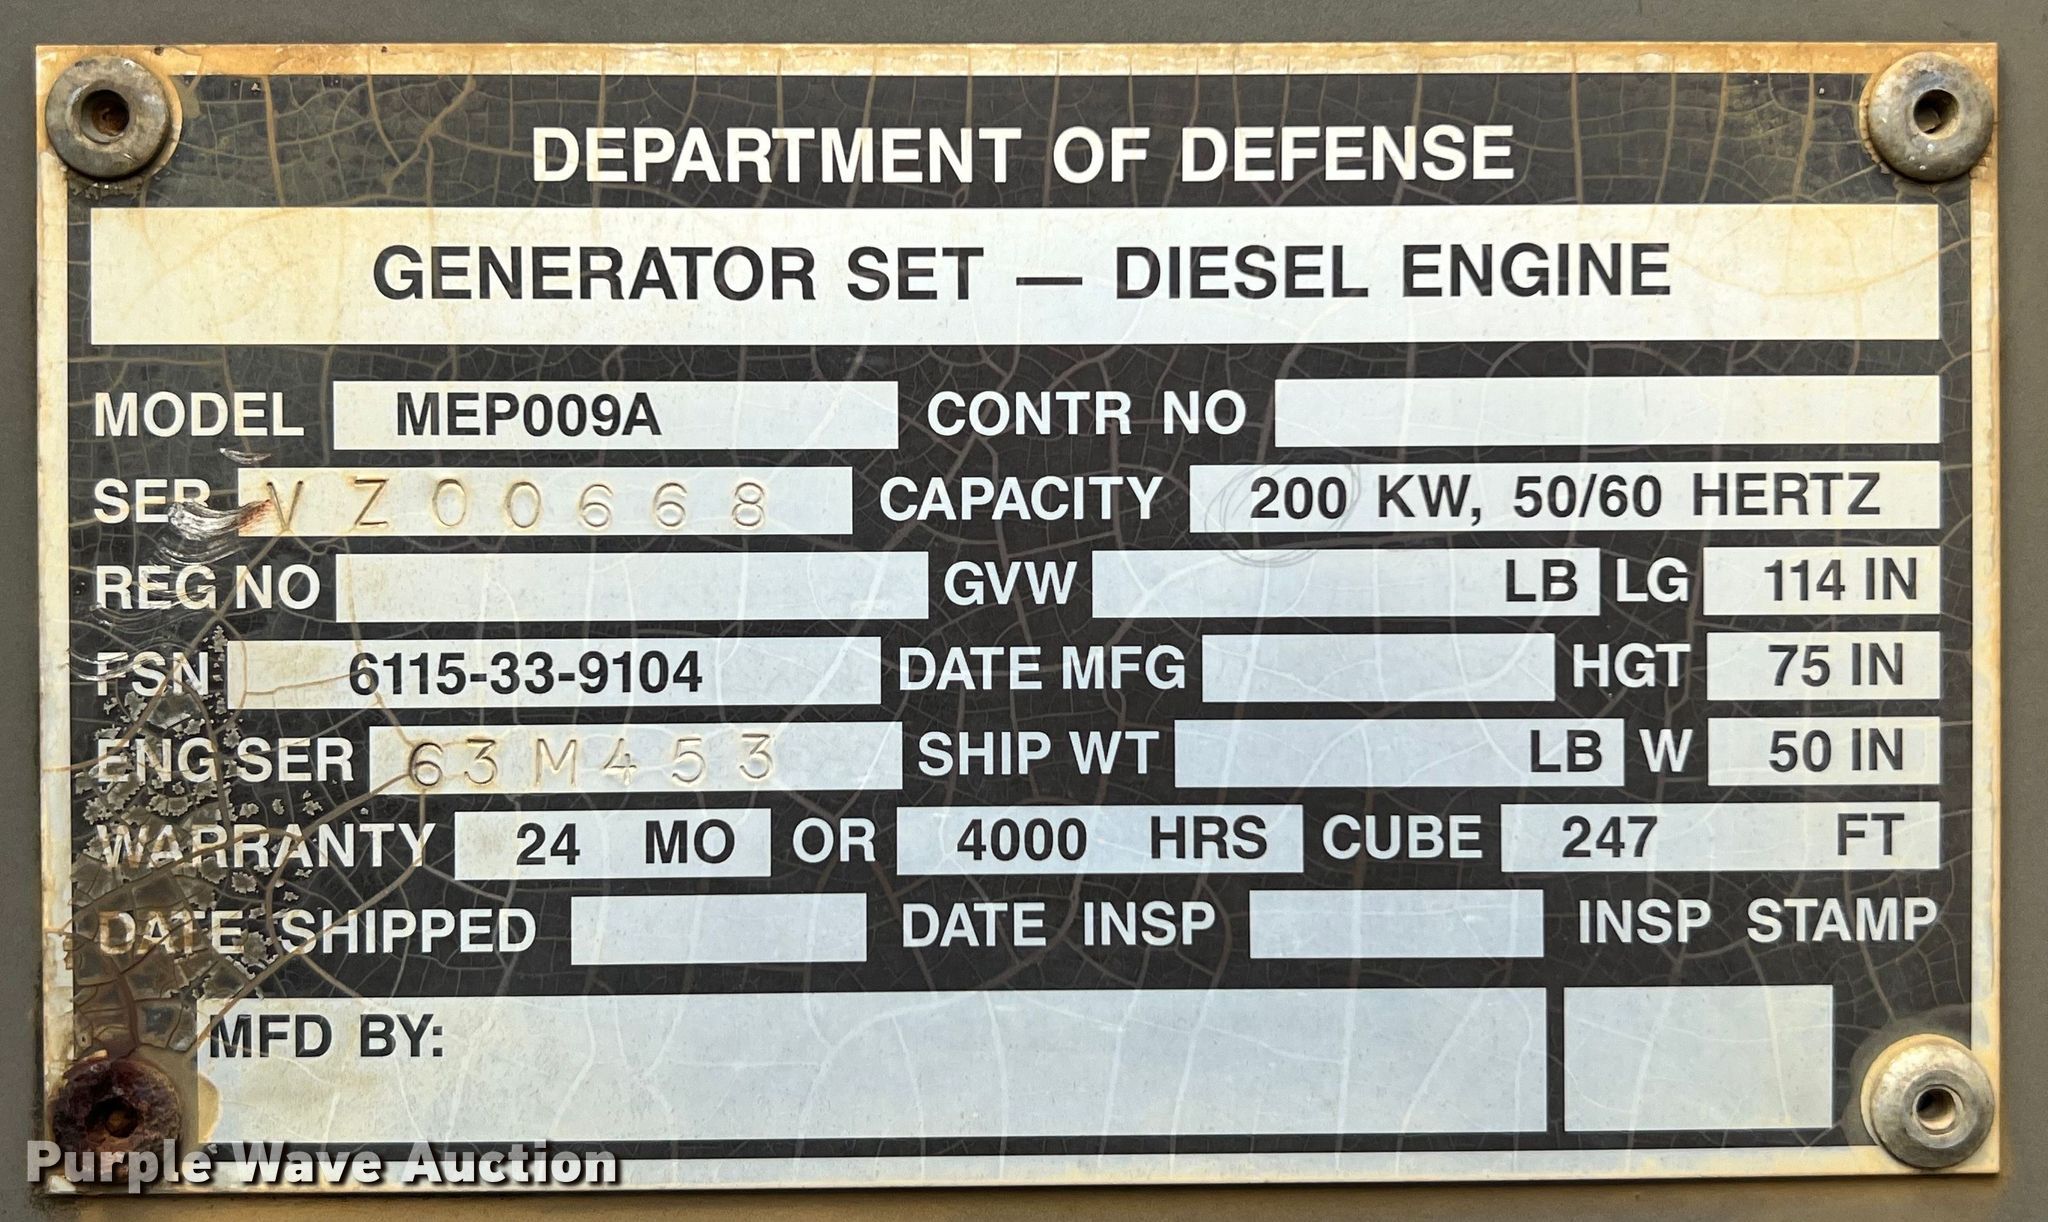 DEPARTMENT OF DEFENSE
GENERATOR SET — DIESEL ENGINE
MODEL MEP009A CONTR NO
SER VZ00668 CAPACITY 200 KW, 50/60 HERTZ
REG NO GVW LB LG 114 IN
FSN 6115-33-9104 DATE MFG HGT 75 IN
ENG SER 63M453 SHIP WT LB W 50 IN
WARRANTY 24 MO OR 4000 HRS CUBE 247 FT
DATE SHIPPED DATE INSP INSP STAMP
MFD BY:
Purple Wave Auction